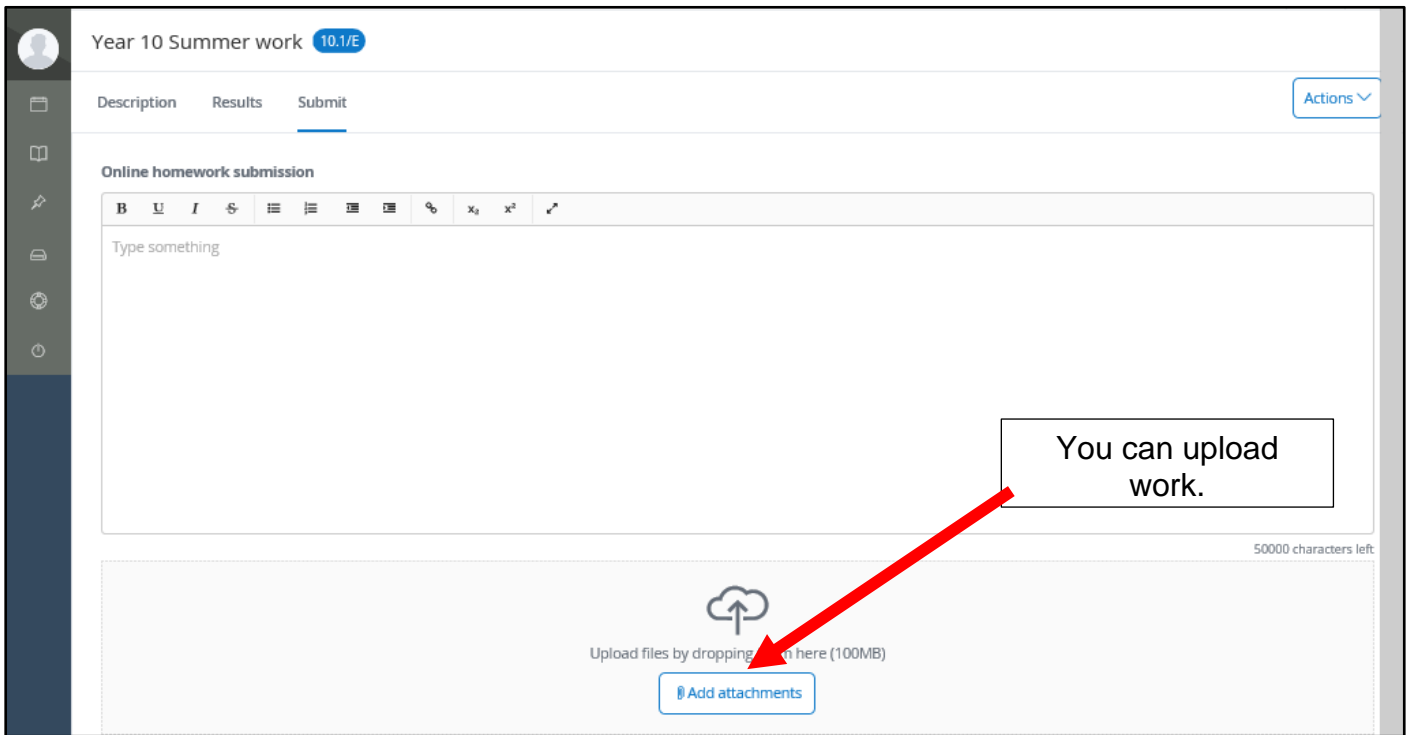 Year 10 Summer work 10.1/E
Description Results Submit Actions
Online homework submission
B U I S x₂ x²
Type something
You can upload
work.
50000 characters left
Upload files by dropping here (100MB)
Add attachments